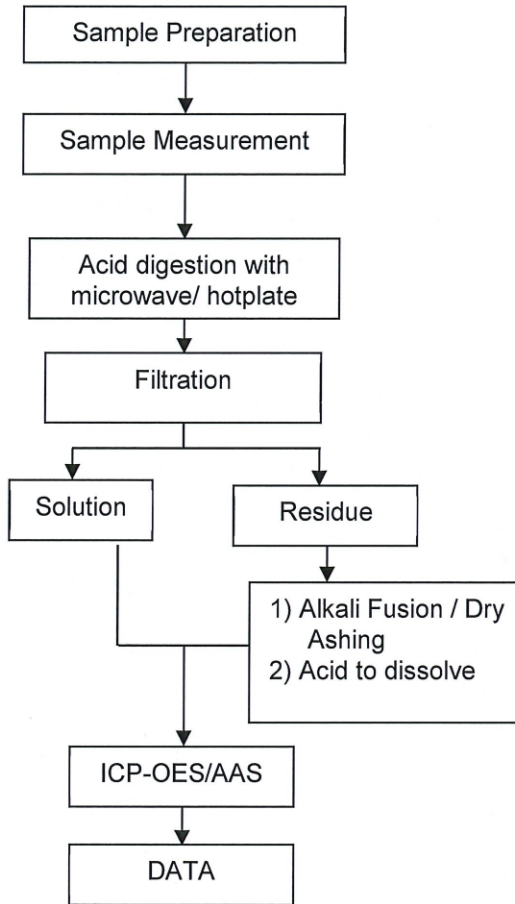 Sample Preparation
Sample Measurement
Acid digestion with
microwave/ hotplate
Filtration
Solution
Residue
1) Alkali Fusion / Dry
Ashing
2) Acid to dissolve
ICP-OES/AAS
DATA